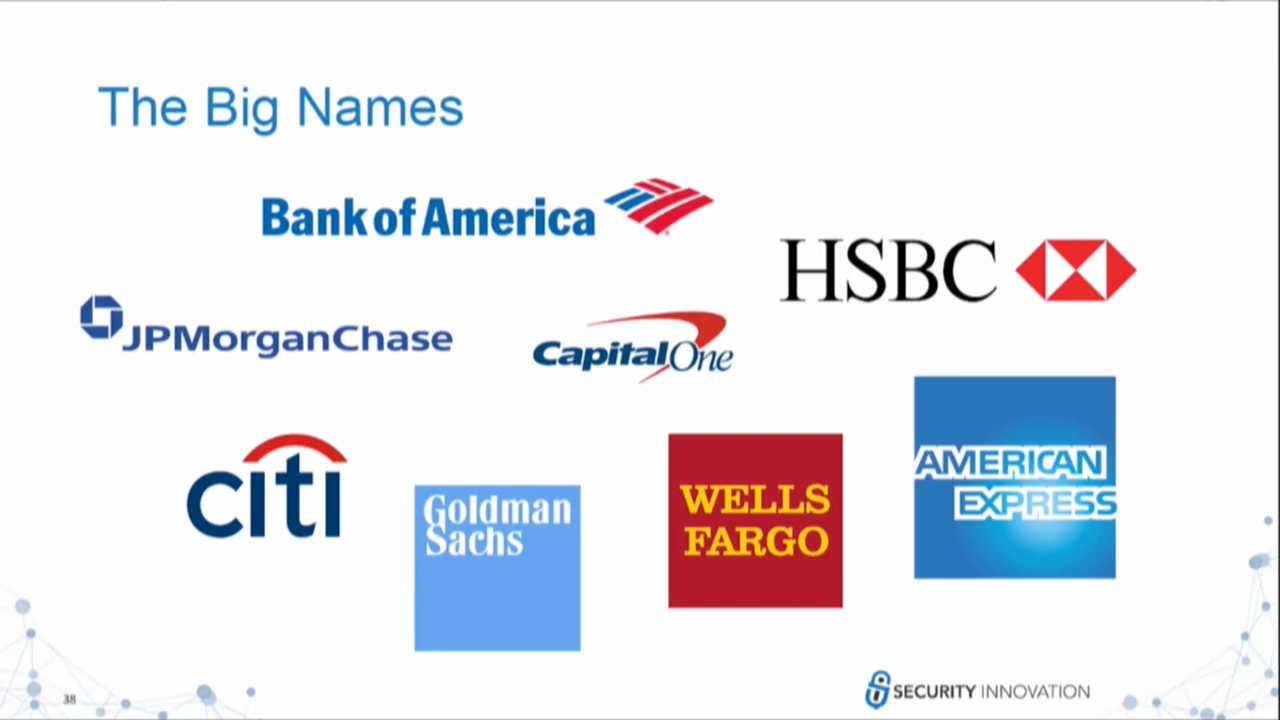 The Big Names
Bank of America
HSBC
JPMorganChase
CapitalOne
AMERICAN
EXPRESS
citi
Goldman
Sachs
WELLS
FARGO
38
SECURITY INNOVATION